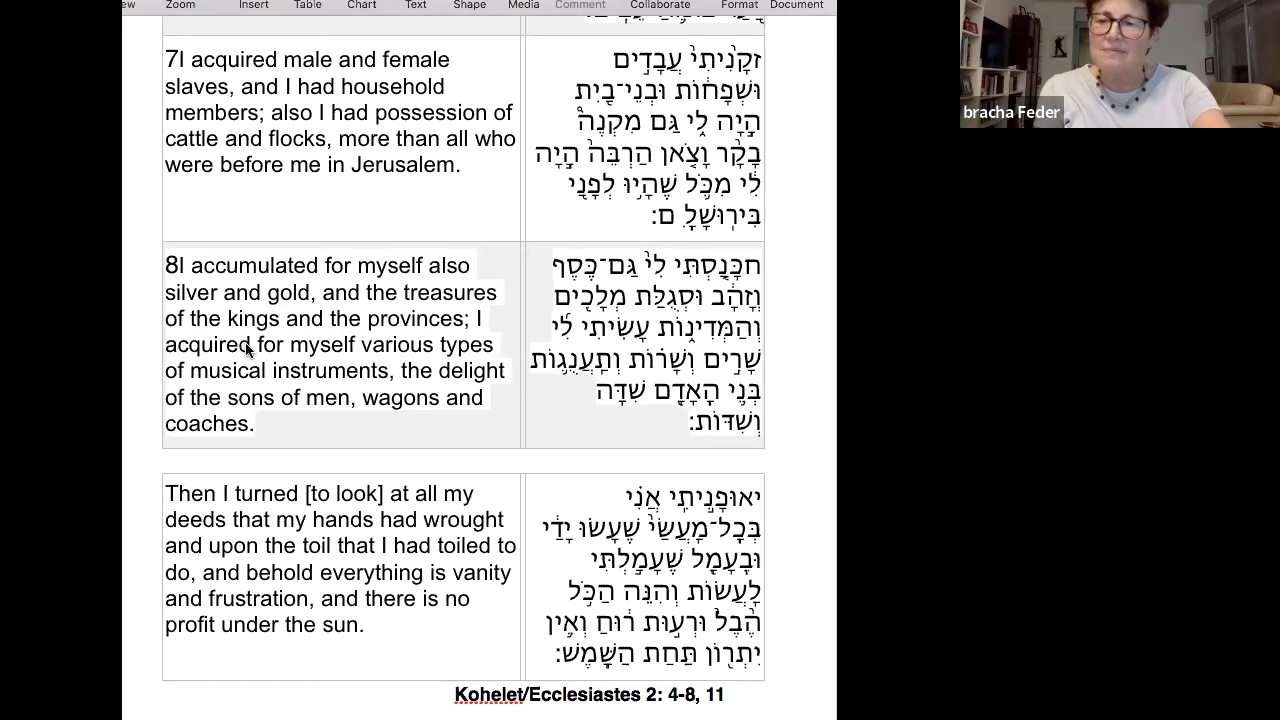 ew Zoom Insert Table Chart Text Shape Media Comment Collaborate Format Document
bracha Feder
7I acquired male and female
slaves, and I had household
members; also I had possession of
cattle and flocks, more than all who
were before me in Jerusalem.
זקָנִ֙יתִי֙ עֲבָדִ֣ים
וּשְׁפָח֔וֹת וּבְנֵי־בַ֖יִת
הָ֣יָה לִ֑י גַּ֣ם מִקְנֶה֩
בָקָ֨ר וָצֹ֤אן הַרְבֵּה֙ הָ֣יָה
לִ֔י מִכֹּ֛ל שֶׁהָי֥וּ לְפָנַ֖י
בִּירֽוּשָׁלִָֽ ם:
8I accumulated for myself also
silver and gold, and the treasures
of the kings and the provinces; I
acquired for myself various types
of musical instruments, the delight
of the sons of men, wagons and
coaches.
חכָּנַ֤סְתִּי לִי֙ גַּם־כֶּ֣סֶף
וְזָהָ֔ב וּסְגֻלַּ֥ת מְלָכִ֖ים
וְהַמְּדִינ֑וֹת עָשִׂ֨יתִי לִ֜י
שָׁרִ֣ים וְשָׁר֗וֹת וְתַֽעֲנֻג֛וֹת
בְּנֵ֥י הָֽאָדָ֖ם שִׁדָּ֥ה
וְשִׁדּֽוֹת:
Then I turned [to look] at all my
deeds that my hands had wrought
and upon the toil that I had toiled to
do, and behold everything is vanity
and frustration, and there is no
profit under the sun.
יאוּפָנִ֣יתִֽי אֲנִ֗י
בְּכָל־מַֽעֲשַׂי֙ שֶׁעָשׂ֣וּ יָדַ֔י
וּבֶֽעָמָ֖ל שֶׁעָמַ֣לְתִּי
לַֽעֲשׂ֑וֹת וְהִנֵּ֨ה הַכֹּ֥ל
הֶ֨בֶל֙ וּרְע֣וּת ר֔וּחַ וְאֵ֥ין
יִתְר֖וֹן תַּ֥חַת הַשָּֽׁמֶשׁ:
Kohelet/Ecclesiastes 2: 4-8, 11